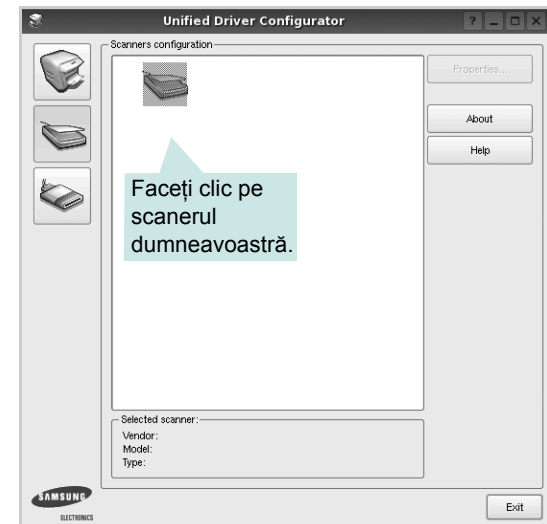 Unified Driver Configurator
Scanners configuration
Properties...
About
Help
Faceți clic pe
scanerul
dumneavoastră.
Selected scanner:
Vendor:
Model:
Type:
SAMSUNG
ELECTRONICS
Exit